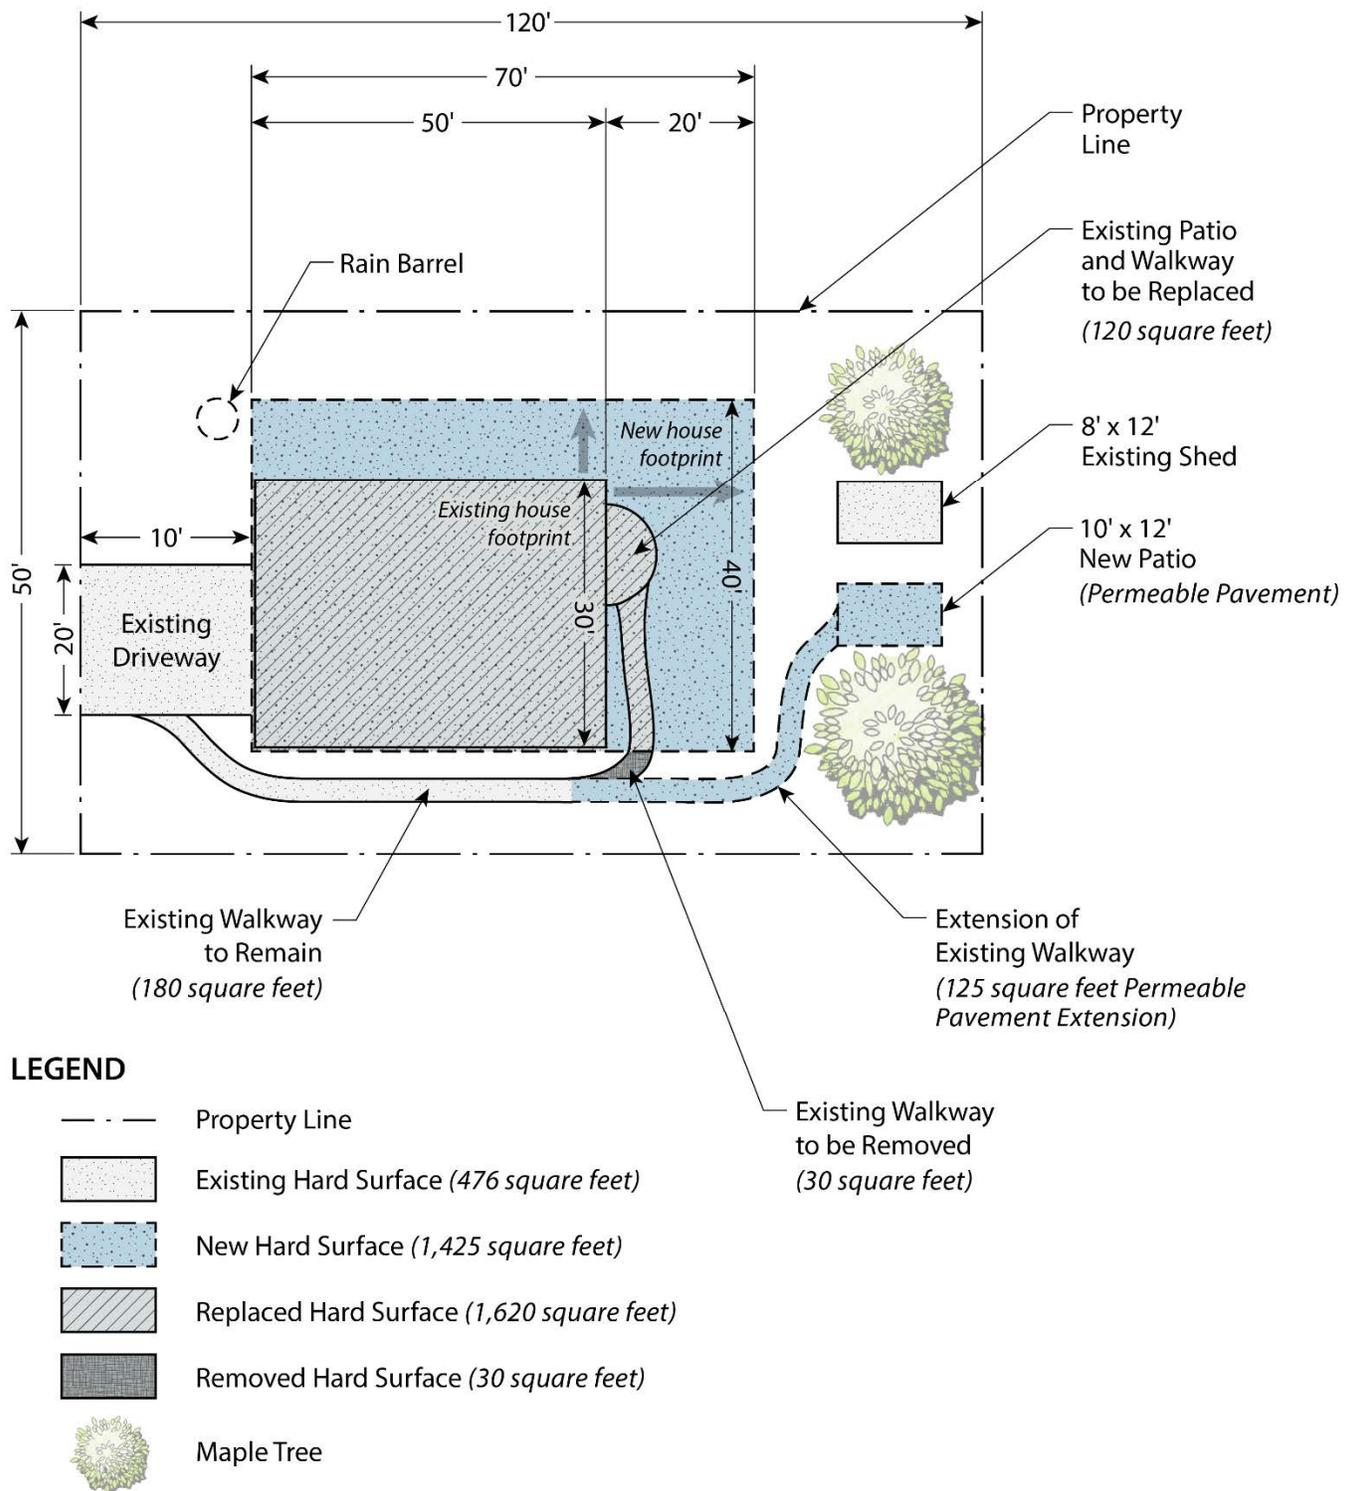 120'
70'
50'
20'
Property
Line
Existing Patio
and Walkway
to be Replaced
(120 square feet)
Rain Barrel
New house
footprint
8' x 12'
Existing Shed
Existing house
footprint
10'
10' x 12'
New Patio
(Permeable Pavement)
50'
20'
Existing
Driveway
30'
40'
Existing Walkway
to Remain
(180 square feet)
Extension of
Existing Walkway
(125 square feet Permeable
Pavement Extension)
Existing Walkway
to be Removed
(30 square feet)
LEGEND
Property Line
Existing Hard Surface (476 square feet)
New Hard Surface (1,425 square feet)
Replaced Hard Surface (1,620 square feet)
Removed Hard Surface (30 square feet)
Maple Tree